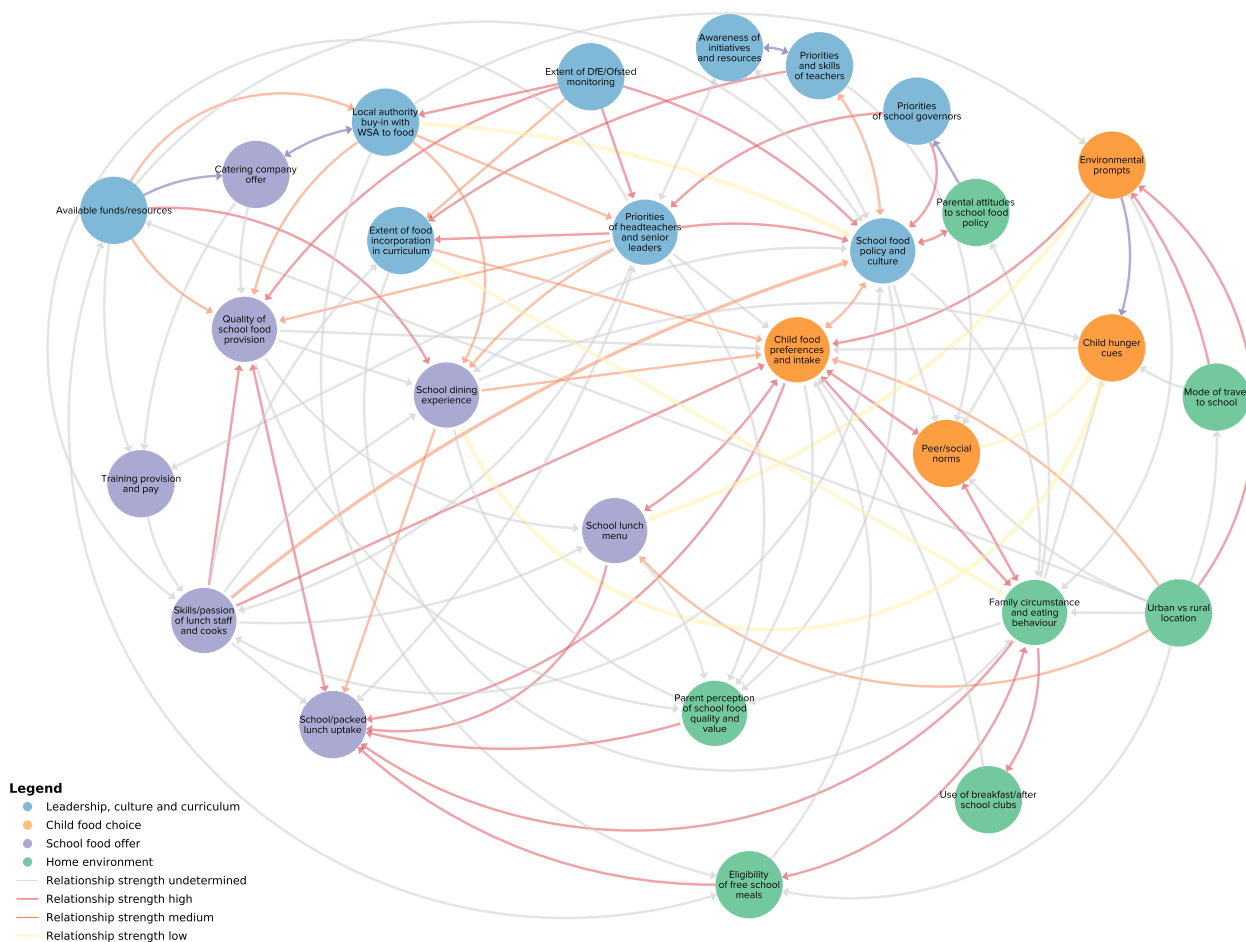 Awareness of
initiatives
and resources
Priorities
and skills
of teachers
Extent of DfE/Ofsted
monitoring
Priorities
of school governors
Local authority
buy-in with
WSA to food
Catering company
offer
Environmental
prompts
Available funds/resources
Extent of food
incorporation
in curriculum
Priorities
of headteachers
and senior
leaders
Parental attitudes
to school food
policy
School food
policy and
culture
Quality of
school food
provision
Child food
preferences
and intake
Child hunger
cues
School dining
experience
Mode of trave
to school
Peer/social
norms
Training provision
and pay
School lunch
menu
Skills/passion
of lunch staff
and cooks
Family circumstance
and eating
behaviour
Urban vs rural
location
School/packed
lunch uptake
Parent perception
of school food
quality and
value
Use of breakfast/after
school clubs
Eligibility
of free school
meals
Legend
Leadership, culture and curriculum
Child food choice
School food offer
Home environment
Relationship strength undetermined
Relationship strength high
Relationship strength medium
Relationship strength low